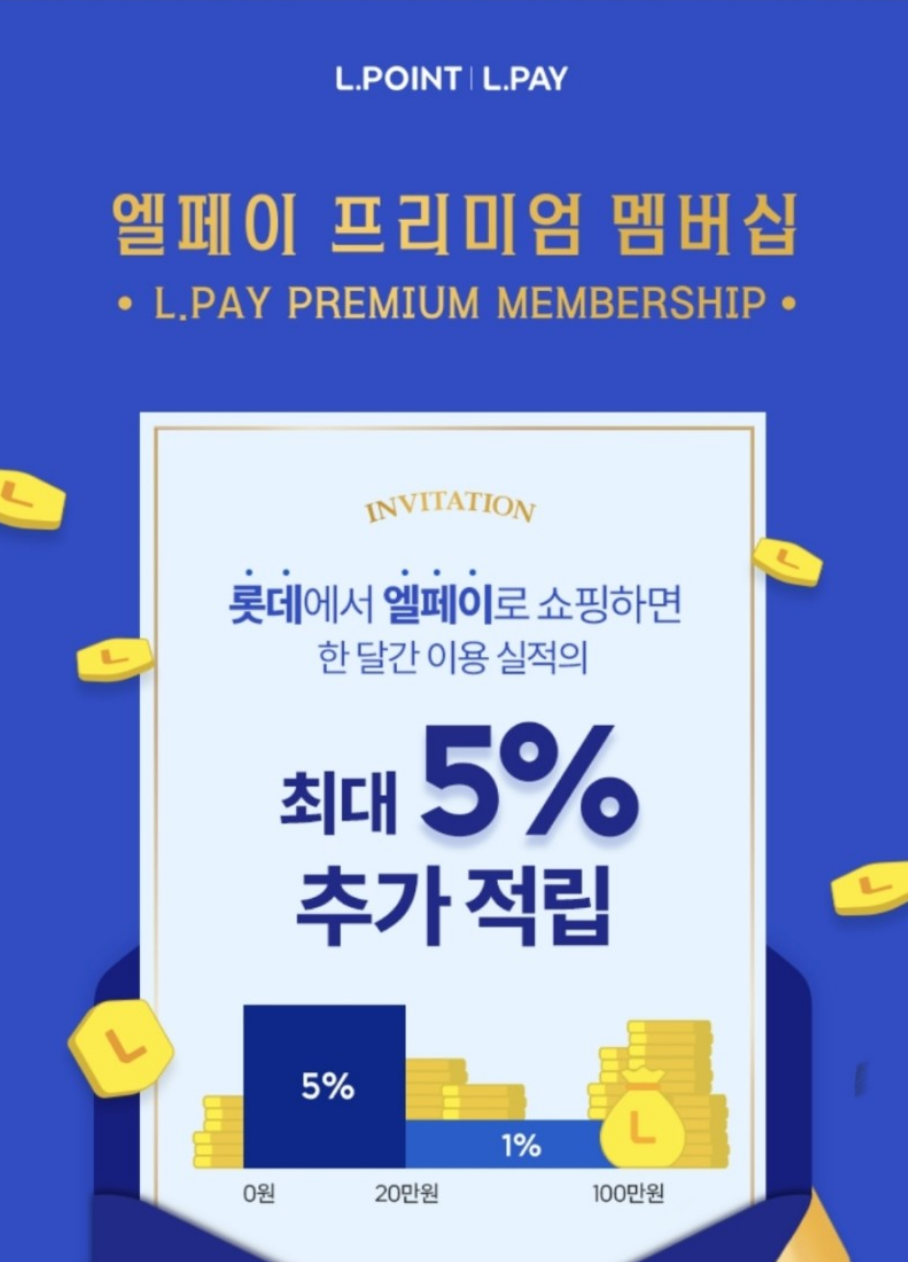 L.POINT | L.PAY
엘페이 프리미엄 멤버십
• L.PAY PREMIUM MEMBERSHIP •
INVITATION
롯데에서 엘페이로 쇼핑하면
한 달간 이용 실적의
최대 5%
추가 적립
5%
1%
0원 20만원 100만원